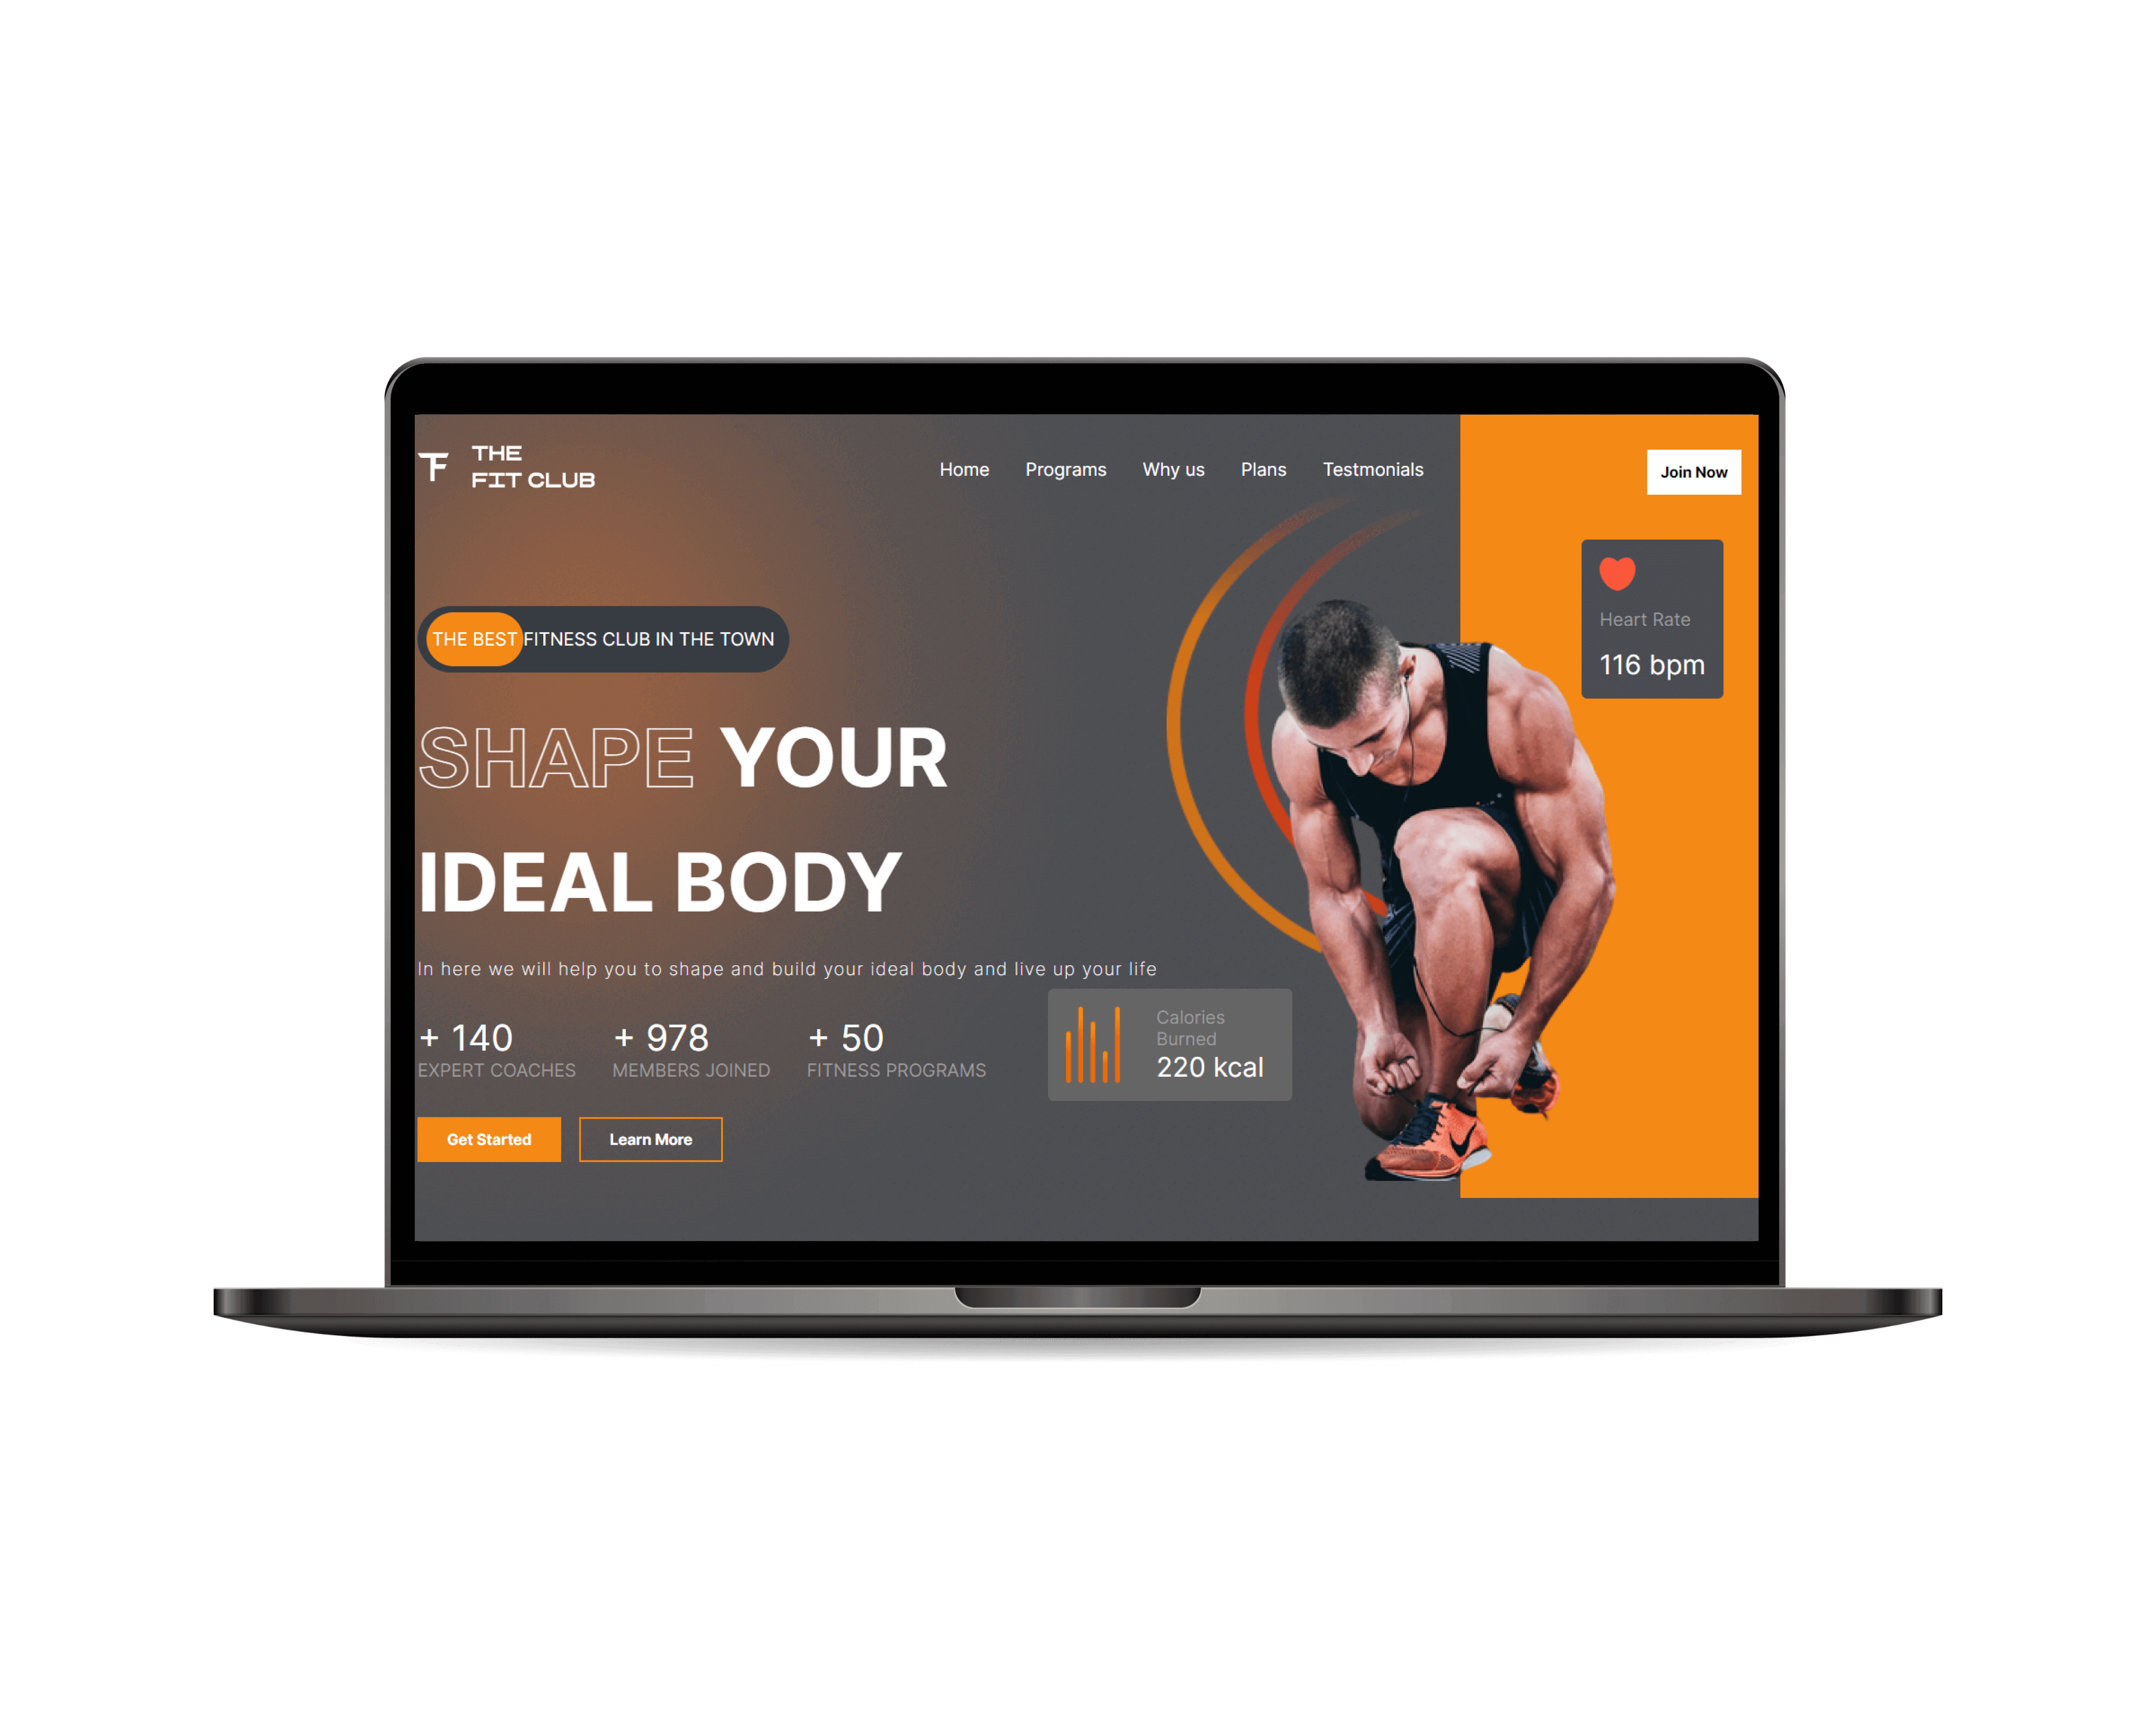 THE
FIT CLUB
Home
Programs
Why us
Plans
Testmonials
Join Now
Heart Rate
116 bpm
THE BEST FITNESS CLUB IN THE TOWN
SHAPE YOUR
IDEAL BODY
In here we will help you to shape and build your ideal body and live up your life
+ 140
EXPERT COACHES
+ 978
MEMBERS JOINED
+ 50
FITNESS PROGRAMS
Calories
Burned
220 kcal
Get Started
Learn More